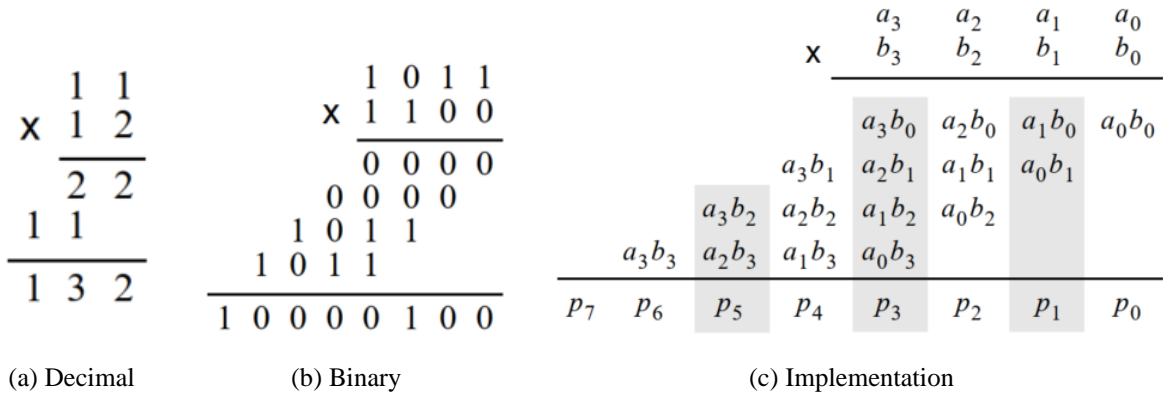 1 1
x 1 2
2 2
1 1
1 3 2
(a) Decimal
1 0 1 1
x 1 1 0 0
0 0 0 0
0 0 0 0
1 0 1 1
1 0 1 1
1 0 0 0 0 1 0 0
(b) Binary
a₃ a₂ a₁ a₀
x b₃ b₂ b₁ b₀
a₃b₀ a₂b₀ a₁b₀ a₀b₀
a₃b₁ a₂b₁ a₁b₁ a₀b₁
a₃b₂ a₂b₂ a₁b₂ a₀b₂
a₃b₃ a₂b₃ a₁b₃ a₀b₃
p₇ p₆ p₅ p₄ p₃ p₂ p₁ p₀
(c) Implementation